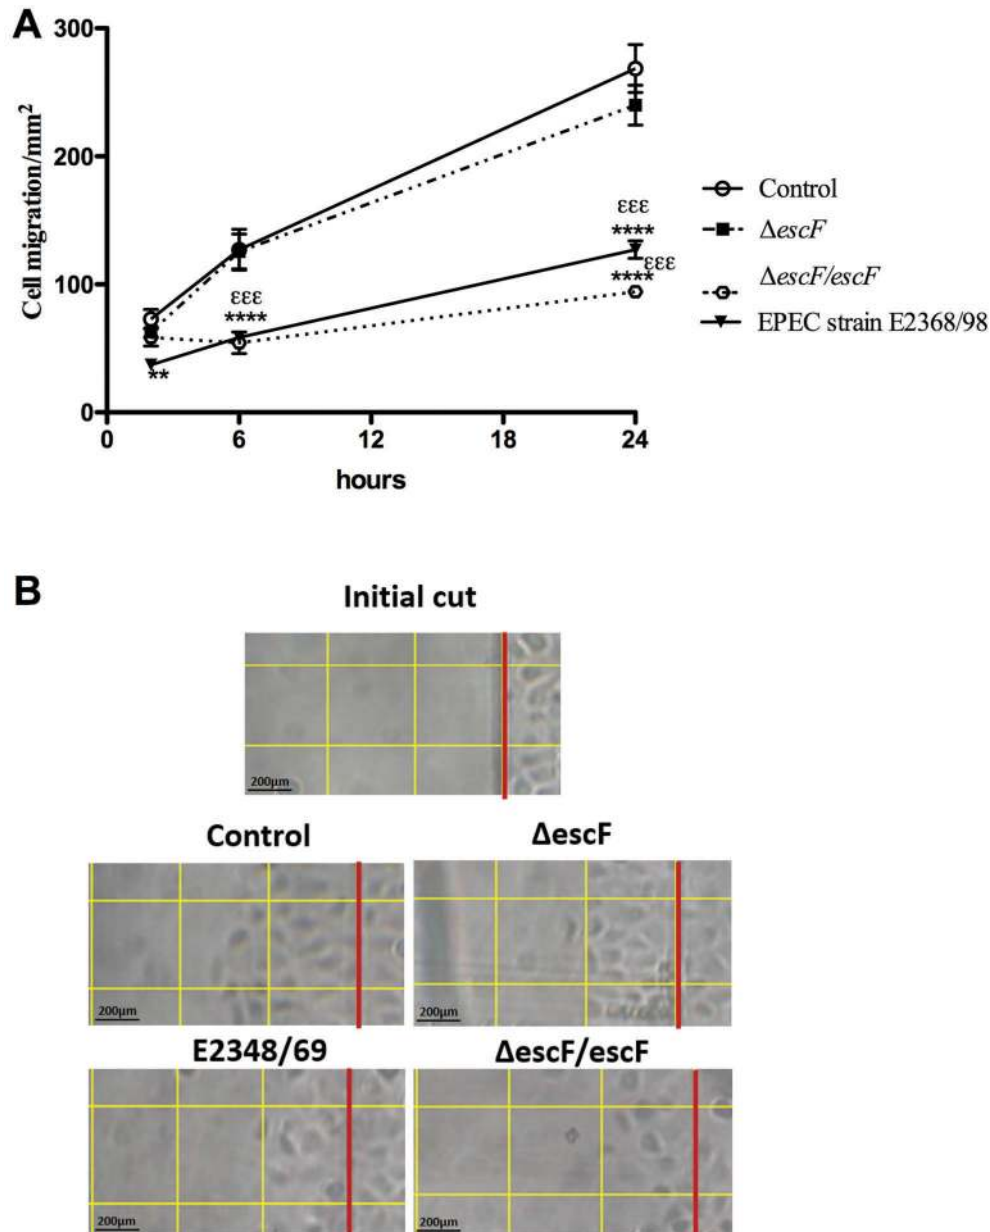 A
300
200
100
0
Cell migration/mm²
0 6 12 18 24
hours
εεε
****
**
εεε
****
εεε
****
Control
ΔescF
ΔescF/escF
EPEC strain E2368/98
B
Initial cut
200μm
Control ΔescF
200μm 200μm
E2348/69 ΔescF/escF
200μm 200μm